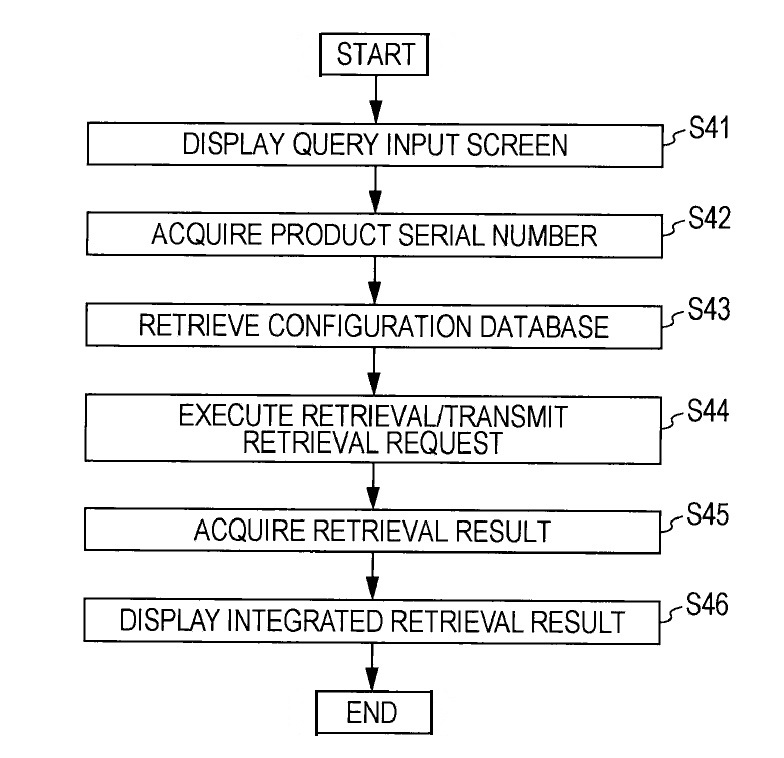 START
DISPLAY QUERY INPUT SCREEN
S41
ACQUIRE PRODUCT SERIAL NUMBER
S42
RETRIEVE CONFIGURATION DATABASE
S43
EXECUTE RETRIEVAL/TRANSMIT
RETRIEVAL REQUEST
S44
ACQUIRE RETRIEVAL RESULT
S45
DISPLAY INTEGRATED RETRIEVAL RESULT
S46
END